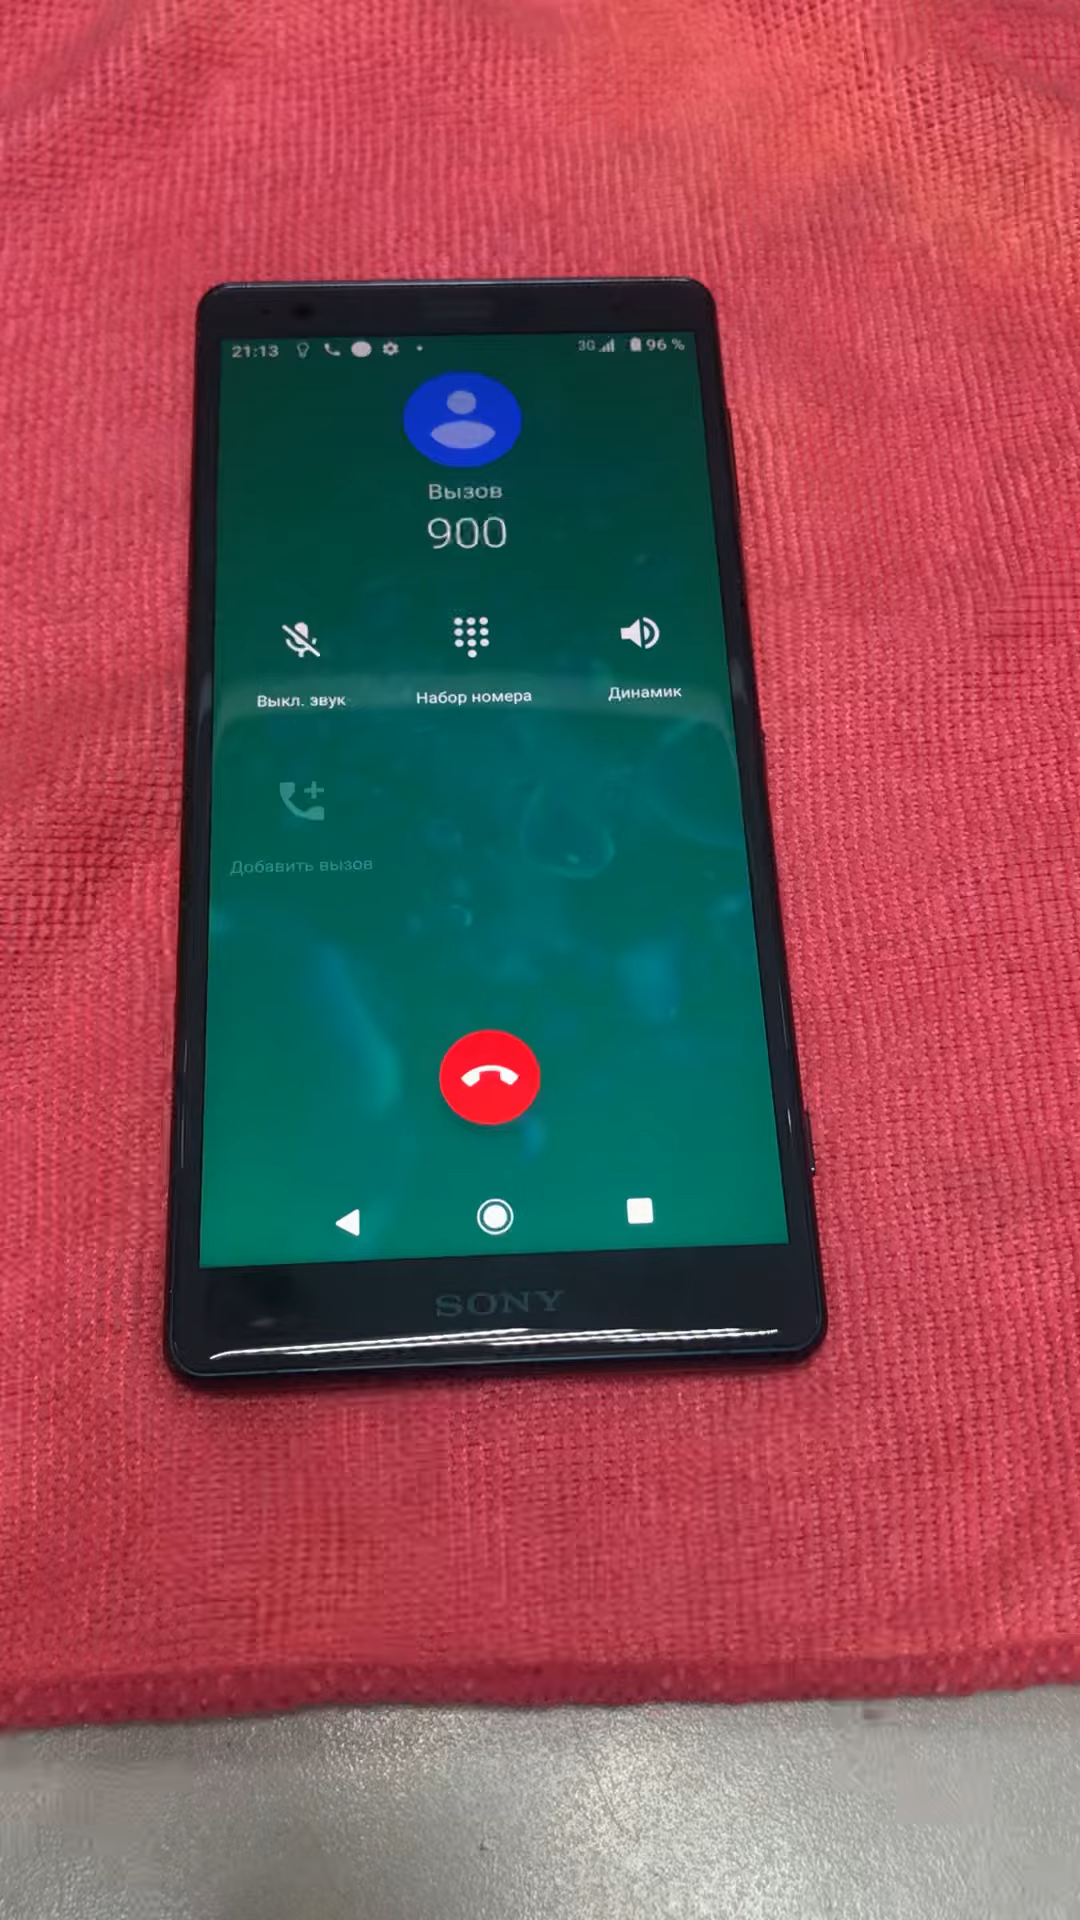 21:13 3G 96 %
Вызов
900
Выкл. звук Набор номера Динамик
Добавить вызов
SONY